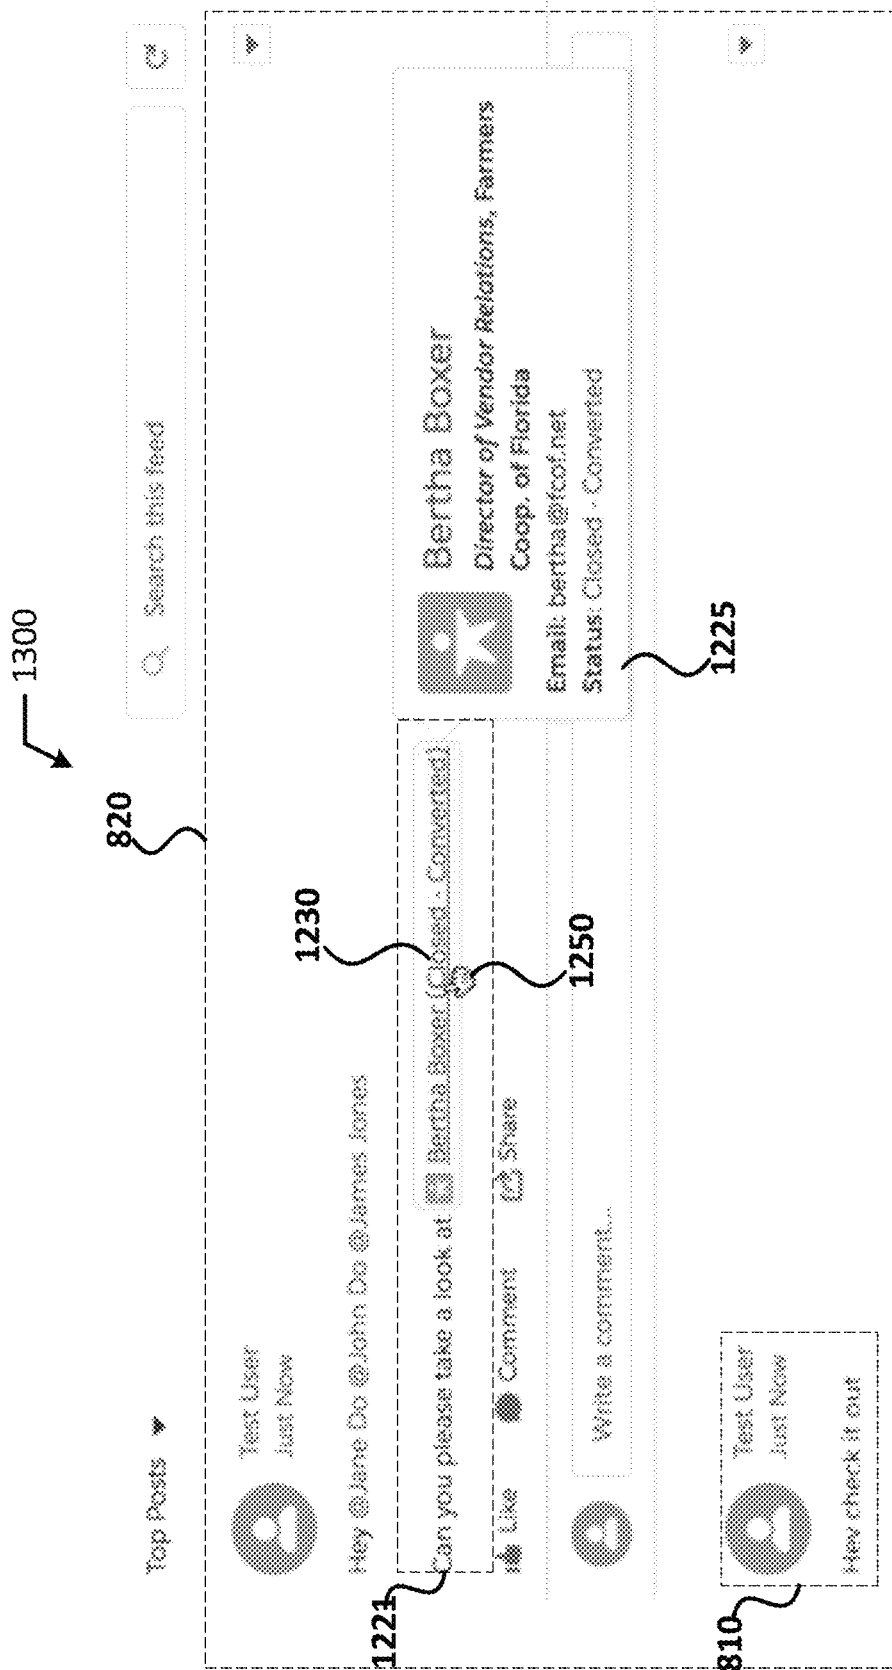 1300
Top Posts
Search this feed
820
Test User
Just Now
Hey @Jane Do @John Do @James Jones
1230
1221
Can you please take a look at Bertha Boxer (Closed - Converted)
1250
Like Comment Share
Bertha Boxer
Director of Vendor Relations, Farmers
Coop. of Florida
Email: bertha@fcof.net
Status: Closed - Converted
1225
Write a comment...
810
Test User
Just Now
Hey check it out